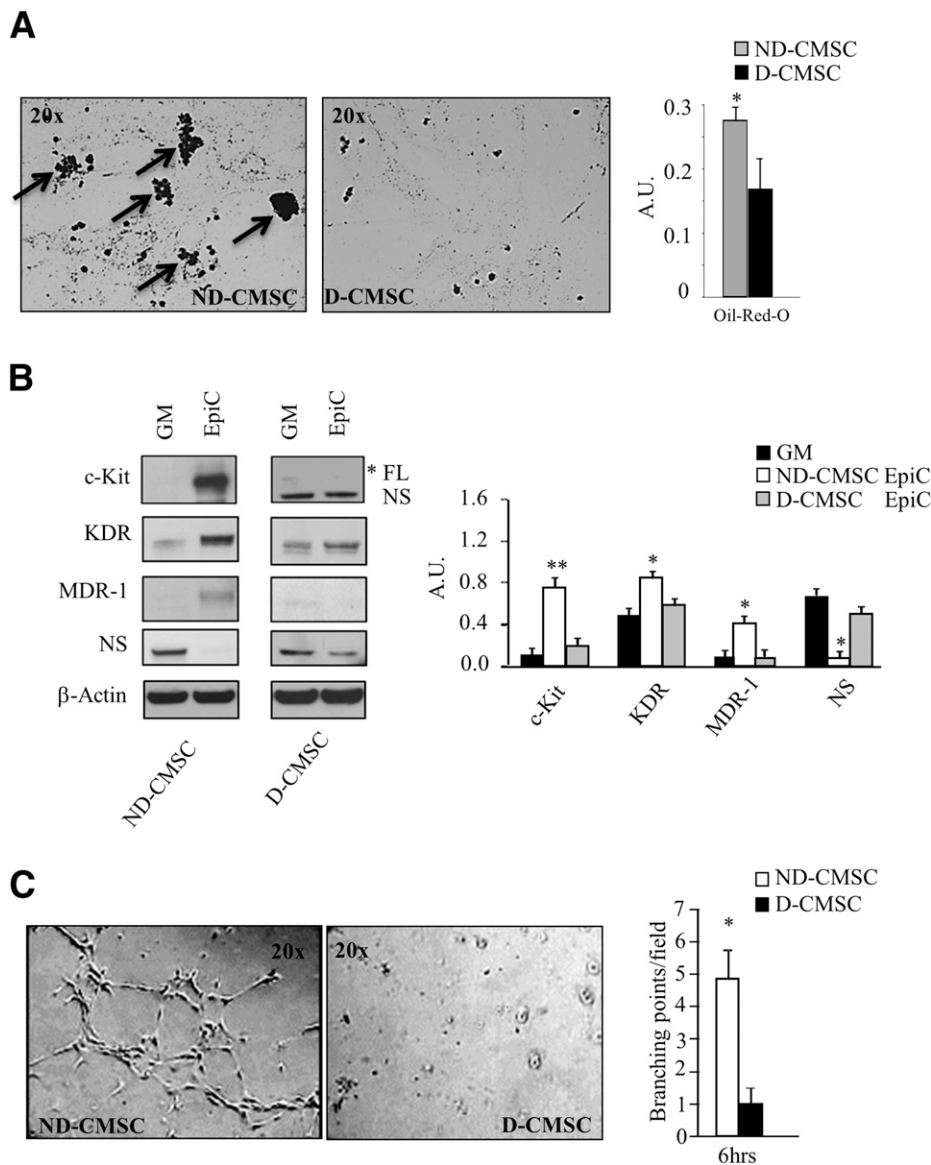 A
ND-CMSC
D-CMSC
20x
20x
ND-CMSC
D-CMSC
*
0.3
0.2
0.1
0
A.U.
Oil-Red-O
B
GM
EpiC
GM
EpiC
c-Kit
* FL
NS
KDR
MDR-1
NS
β-Actin
ND-CMSC
D-CMSC
GM
ND-CMSC EpiC
D-CMSC EpiC
A.U.
1.6
1.2
0.8
0.4
0.0
**
*
*
*
c-Kit
KDR
MDR-1
NS
C
ND-CMSC
D-CMSC
20x
20x
ND-CMSC
D-CMSC
Branching points/field
7
6
5
4
3
2
1
0
*
6hrs